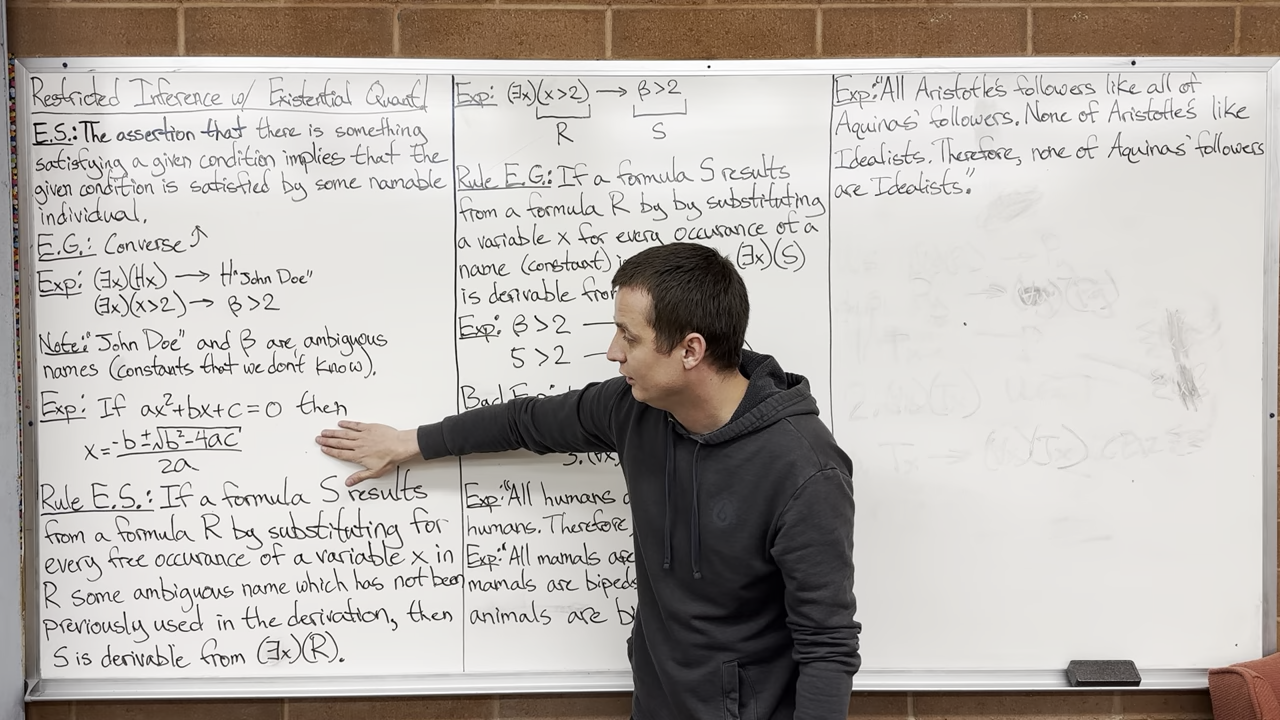 Restricted Inference w/ Existential Quant!
E.S.: The assertion that there is something
satisfying a given condition implies that the
given condition is satisfied by some namable
individual.
E.G.: Converse ↑
Exp: (∃x)(Hx) → H"John Doe"
(∃x)(x>2) → β>2
Note: "John Doe" and β are ambiguous
names (constants that we don't know).
Exp: If ax²+bx+c=0 then
x = -b±√b²-4ac
2a
Rule E.S.: If a formula S results
from a formula R by substituting for
every free occurance of a variable x in
R some ambiguous name which has not been
previously used in the derivation, then
S is derivable from (∃x)(R).
Exp: (∃x)(x>2) → β>2
R S
Rule E.G.: If a formula S results
from a formula R by by substituting
a variable x for every occurance of a
name (constant) (∃x)(S)
is derivable
Exp: β>2 —
5>2 —
Exp: "All humans
humans. Therefore
Exp: "All mamals are
mamals are bipeds
animals are
Exp: "All Aristotle's followers like all of
Aquinas' followers. None of Aristotle's like
Idealists. Therefore, none of Aquinas' followers
are Idealists."